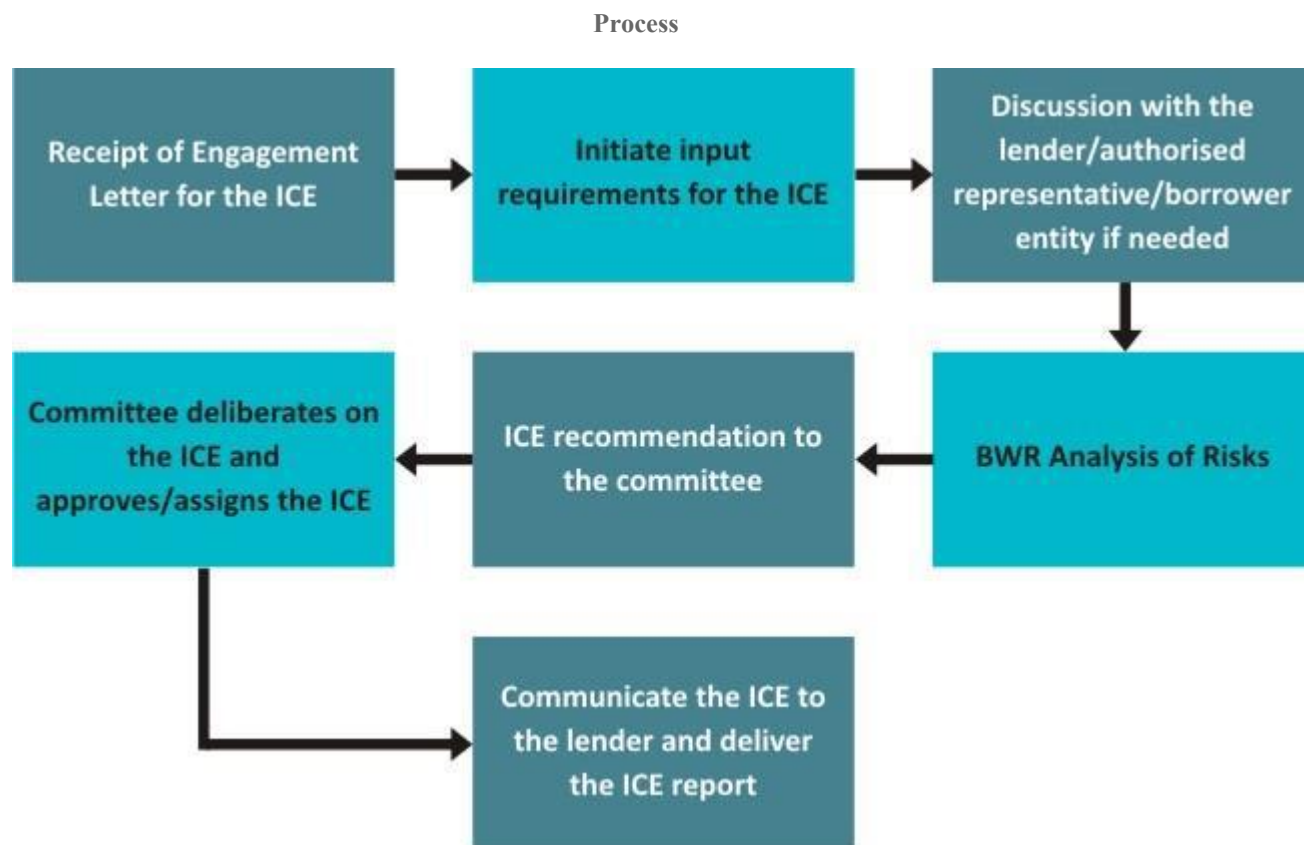 Process
Receipt of Engagement
Letter for the ICE
Initiate input
requirements for the ICE
Discussion with the
lender/authorised
representative/borrower
entity if needed
BWR Analysis of Risks
ICE recommendation to
the committee
Committee deliberates on
the ICE and
approves/assigns the ICE
Communicate the ICE to
the lender and deliver
the ICE report